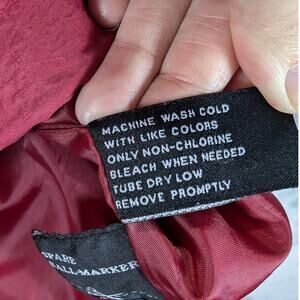 MACHINE WASH COLD
WITH LIKE COLORS
ONLY NON-CHLORINE
BLEACH WHEN NEEDED
TUBE DRY LOW
REMOVE PROMPTLY
SPARE
BALL-MARKER